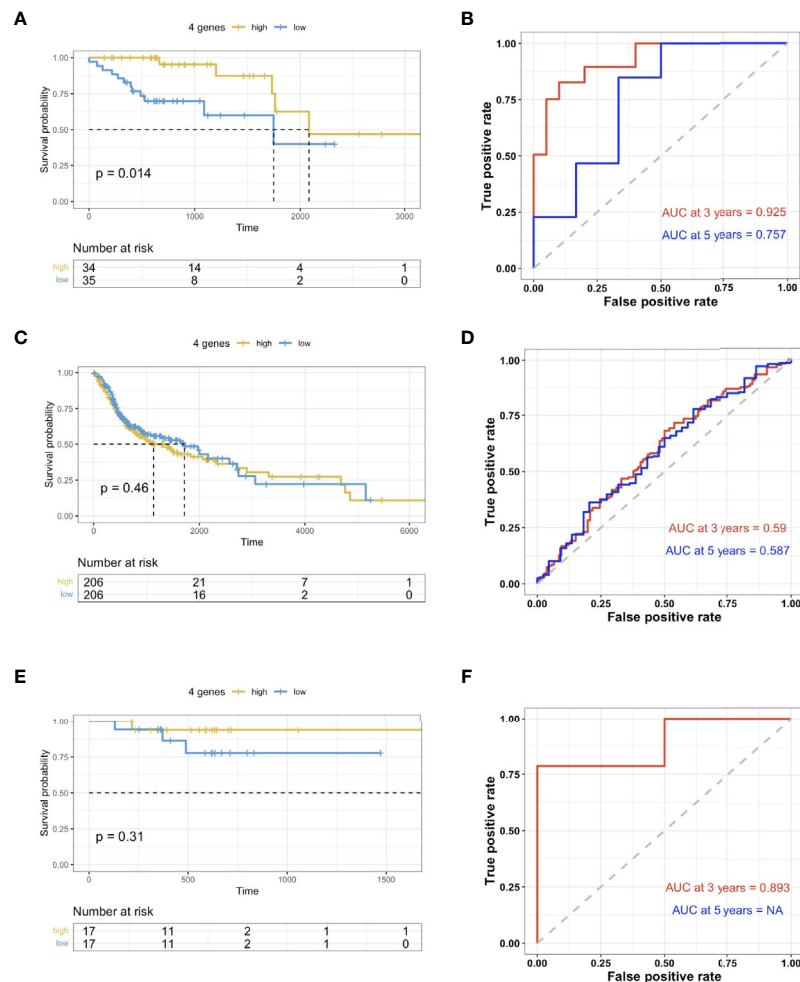 A
4 genes high low
Survival probability
1.00
0.75
0.50
0.25
0.00
p = 0.014
0 1000 2000 3000
Time
Number at risk
high 34 14 4 1
low 35 8 2 0
B
True positive rate
1.00
0.75
0.50
0.25
0.00
AUC at 3 years = 0.925
AUC at 5 years = 0.757
0.00 0.25 0.50 0.75 1.00
False positive rate
C
4 genes high low
Survival probability
1.00
0.75
0.50
0.25
0.00
p = 0.46
0 2000 4000 6000
Time
Number at risk
high 206 21 7 1
low 206 16 2 0
D
True positive rate
1.00
0.75
0.50
0.25
0.00
AUC at 3 years = 0.59
AUC at 5 years = 0.587
0.00 0.25 0.50 0.75 1.00
False positive rate
E
4 genes high low
Survival probability
1.00
0.75
0.50
0.25
0.00
p = 0.31
0 500 1000 1500
Time
Number at risk
high 17 11 2 1 1
low 17 11 2 1 0
F
True positive rate
1.00
0.75
0.50
0.25
0.00
AUC at 3 years = 0.893
AUC at 5 years = NA
0.00 0.25 0.50 0.75 1.00
False positive rate